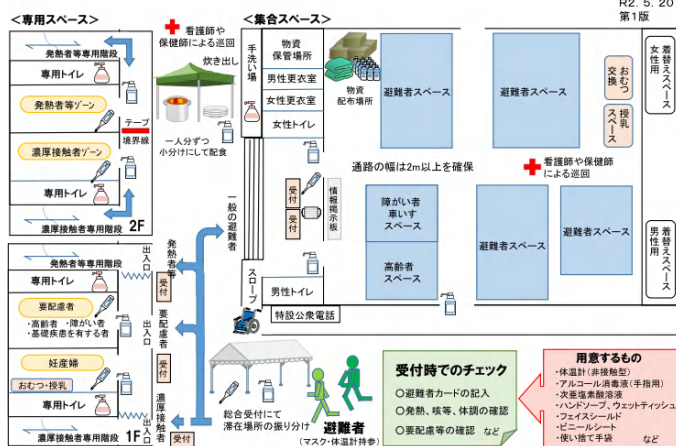 R2. 5. 20
第1版
＜専用スペース＞
発熱者等専用階段
専用トイレ
発熱者等ゾーン
テープ
境界線
濃厚接触者ゾーン
専用トイレ
濃厚接触者専用階段
2F
看護師や
保健師による巡回
炊き出し
一人分ずつ
小分けにして配食
＜集合スペース＞
手洗い場
物資
保管場所
男性更衣室
女性更衣室
女性トイレ
物資
配布場所
避難者スペース
避難者スペース
おむつ
交換
授乳
スペース
女性用
着替えスペース
通路の幅は2m以上を確保
看護師や保健師
による巡回
受付
受付
情報掲示板
障がい者
車いす
スペース
高齢者
スペース
避難者スペース
避難者スペース
男性用
着替えスペース
一般の避難者
スロープ
男性トイレ
特設公衆電話
発熱者等専用階段
出入口
発熱者等
受付
専用トイレ
要配慮者
・高齢者 ・障がい者
・基礎疾患を有する者
出入口
要配慮者
受付
妊産婦
おむつ・授乳
専用トイレ
濃厚接触者専用階段
1F
出入口
濃厚接触者
受付
総合受付にて
滞在場所の振り分け
避難者
(マスク・体温計持参)
受付時でのチェック
○避難者カードの記入
○発熱、咳等、体調の確認
○要配慮者等の確認 など
用意するもの
・体温計(非接触型)
・アルコール消毒液(手指用)
・次亜塩素酸溶液
・ハンドソープ、ウェットティッシュ
・フェイスシールド
・ビニールシート
・使い捨て手袋 など